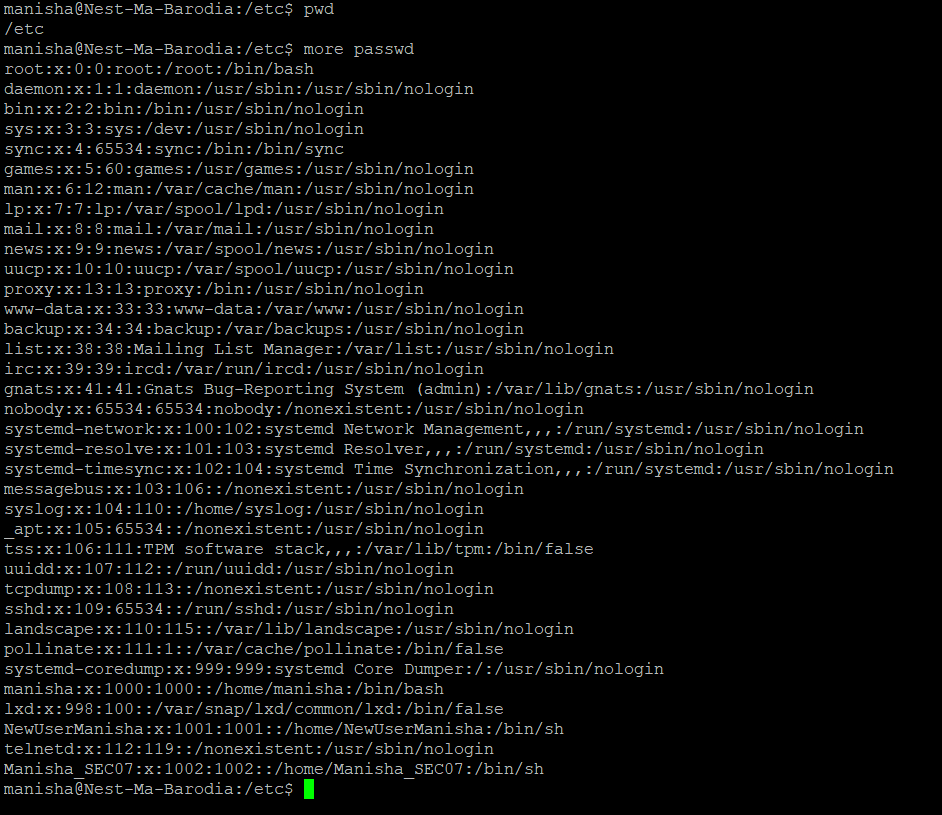 manisha@Nest-Ma-Barodia:/etc$ pwd
/etc
manisha@Nest-Ma-Barodia:/etc$ more passwd
root:x:0:0:root:/root:/bin/bash
daemon:x:1:1:daemon:/usr/sbin:/usr/sbin/nologin
bin:x:2:2:bin:/bin:/usr/sbin/nologin
sys:x:3:3:sys:/dev:/usr/sbin/nologin
sync:x:4:65534:sync:/bin:/bin/sync
games:x:5:60:games:/usr/games:/usr/sbin/nologin
man:x:6:12:man:/var/cache/man:/usr/sbin/nologin
lp:x:7:7:lp:/var/spool/lpd:/usr/sbin/nologin
mail:x:8:8:mail:/var/mail:/usr/sbin/nologin
news:x:9:9:news:/var/spool/news:/usr/sbin/nologin
uucp:x:10:10:uucp:/var/spool/uucp:/usr/sbin/nologin
proxy:x:13:13:proxy:/bin:/usr/sbin/nologin
www-data:x:33:33:www-data:/var/www:/usr/sbin/nologin
backup:x:34:34:backup:/var/backups:/usr/sbin/nologin
list:x:38:38:Mailing List Manager:/var/list:/usr/sbin/nologin
irc:x:39:39:ircd:/var/run/ircd:/usr/sbin/nologin
gnats:x:41:41:Gnats Bug-Reporting System (admin):/var/lib/gnats:/usr/sbin/nologin
nobody:x:65534:65534:nobody:/nonexistent:/usr/sbin/nologin
systemd-network:x:100:102:systemd Network Management,,,:/run/systemd:/usr/sbin/nologin
systemd-resolve:x:101:103:systemd Resolver,,,:/run/systemd:/usr/sbin/nologin
systemd-timesync:x:102:104:systemd Time Synchronization,,,:/run/systemd:/usr/sbin/nologin
messagebus:x:103:106::/nonexistent:/usr/sbin/nologin
syslog:x:104:110::/home/syslog:/usr/sbin/nologin
_apt:x:105:65534::/nonexistent:/usr/sbin/nologin
tss:x:106:111:TPM software stack,,,:/var/lib/tpm:/bin/false
uuidd:x:107:112::/run/uuidd:/usr/sbin/nologin
tcpdump:x:108:113::/nonexistent:/usr/sbin/nologin
sshd:x:109:65534::/run/sshd:/usr/sbin/nologin
landscape:x:110:115::/var/lib/landscape:/usr/sbin/nologin
pollinate:x:111:1::/var/cache/pollinate:/bin/false
systemd-coredump:x:999:999:systemd Core Dumper:/:/usr/sbin/nologin
manisha:x:1000:1000::/home/manisha:/bin/bash
lxd:x:998:100::/var/snap/lxd/common/lxd:/bin/false
NewUserManisha:x:1001:1001::/home/NewUserManisha:/bin/sh
telnetd:x:112:119::/nonexistent:/usr/sbin/nologin
Manisha_SEC07:x:1002:1002::/home/Manisha_SEC07:/bin/sh
manisha@Nest-Ma-Barodia:/etc$